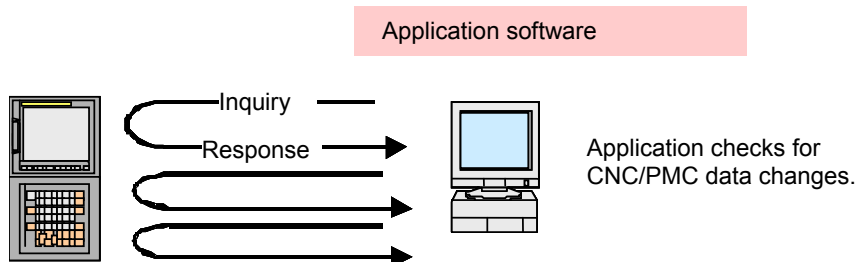 Application software
Inquiry
Response
Application checks for
CNC/PMC data changes.